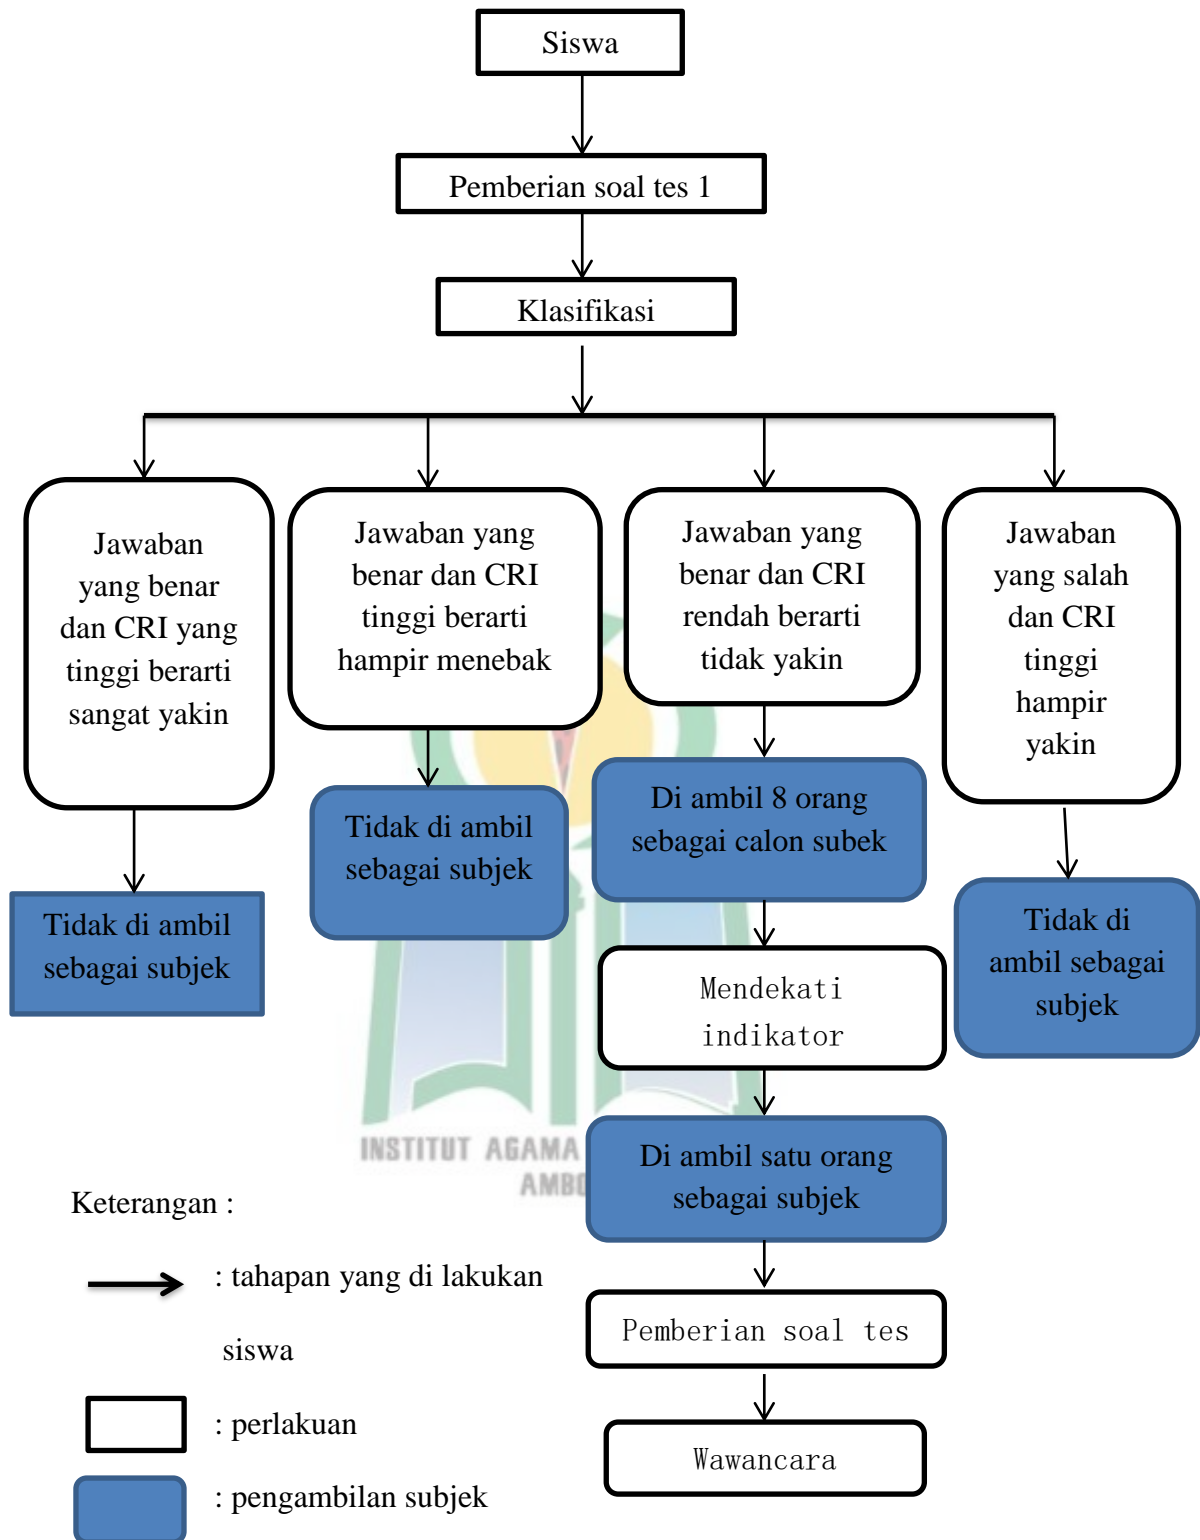 Siswa
Pemberian soal tes 1
Klasifikasi
Jawaban
yang benar
dan CRI yang
tinggi berarti
sangat yakin
Jawaban yang
benar dan CRI
tinggi berarti
hampir menebak
Jawaban yang
benar dan CRI
rendah berarti
tidak yakin
Jawaban
yang salah
dan CRI
tinggi
hampir
yakin
Tidak di ambil
sebagai subjek
Tidak di ambil
sebagai subjek
Di ambil 8 orang
sebagai calon subek
Tidak di
ambil sebagai
subjek
Mendekati
indikator
Di ambil satu orang
sebagai subjek
Pemberian soal tes
Wawancara
INSTITUT AGAMA
Keterangan :
: tahapan yang di lakukan
siswa
: perlakuan
: pengambilan subjek